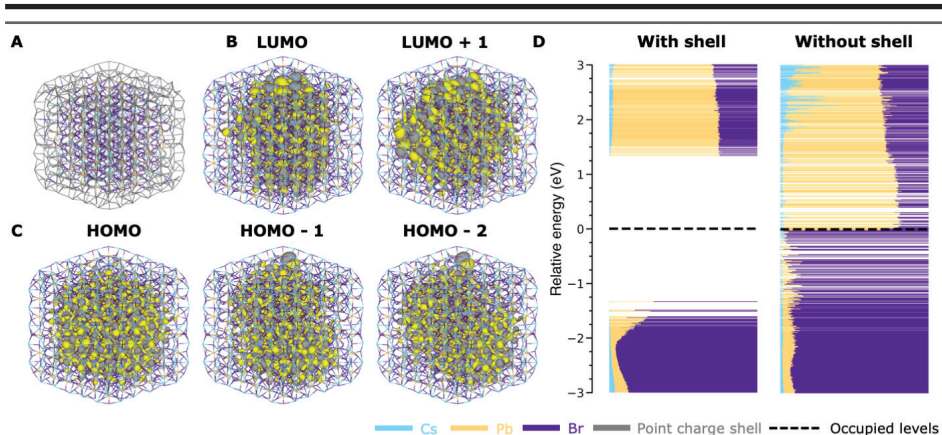 A
B
LUMO
LUMO + 1
D
With shell
Without shell
C
HOMO
HOMO - 1
HOMO - 2
Relative energy (eV)
3
2
1
0
−1
−2
−3
Cs
Pb
Br
Point charge shell
Occupied levels